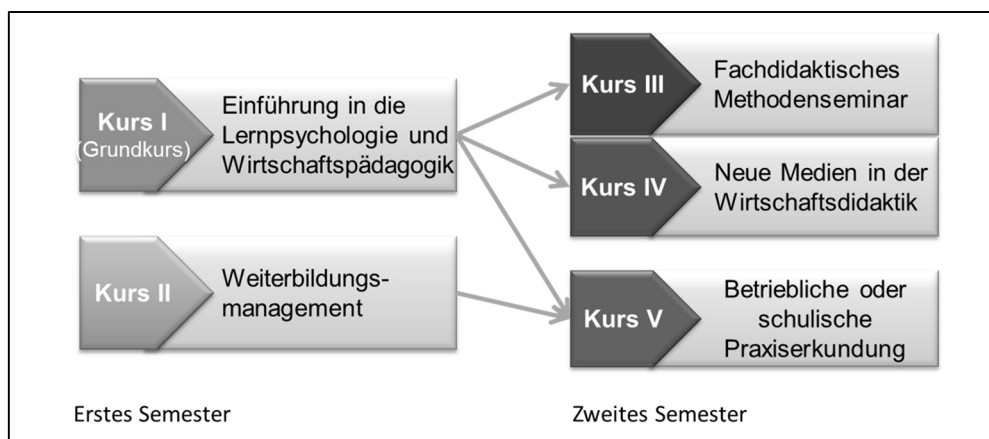 Kurs I
(Grundkurs)
Einführung in die
Lernpsychologie und
Wirtschaftspädagogik
Kurs II
Weiterbildungs-
management
Erstes Semester
Kurs III
Fachdidaktisches
Methodenseminar
Kurs IV
Neue Medien in der
Wirtschaftsdidaktik
Kurs V
Betriebliche oder
schulische
Praxiserkundung
Zweites Semester